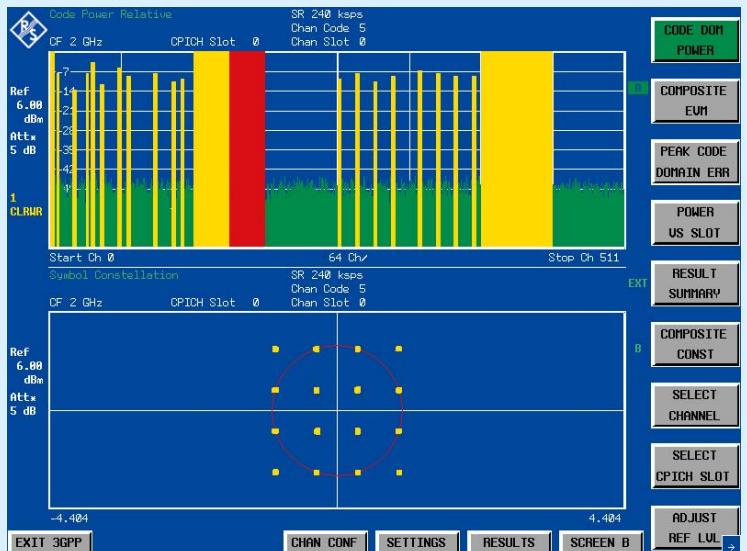 R/S
Code Power Relative
SR 240 ksps
Chan Code 5
CF 2 GHz CPICH Slot 0 Chan Slot 0
Ref
6.00
dBm
Att*
5 dB
1
CLRWR
-7
-14
-21
-28
-35
-42
A
Start Ch 0 64 Ch/ Stop Ch 511
Symbol Constellation
SR 240 ksps
Chan Code 5
CF 2 GHz CPICH Slot 0 Chan Slot 0
EXT
Ref
6.00
dBm
Att*
5 dB
B
-4.404 4.404
CODE DOM
POWER
COMPOSITE
EVM
PEAK CODE
DOMAIN ERR
POWER
VS SLOT
RESULT
SUMMARY
COMPOSITE
CONST
SELECT
CHANNEL
SELECT
CPICH SLOT
ADJUST
REF LVL
EXIT 3GPP CHAN CONF SETTINGS RESULTS SCREEN B